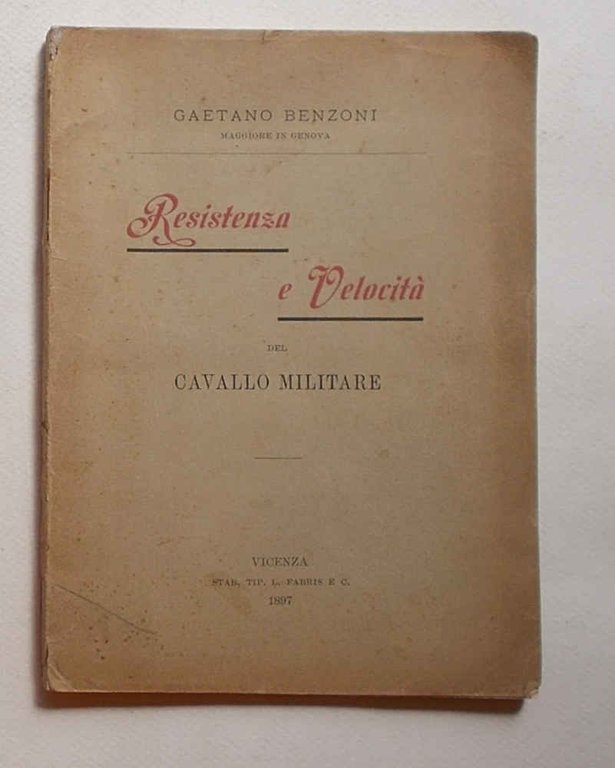 GAETANO BENZONI
MAGGIORE IN GENOVA
Resistenza
e Velocità
DEL
CAVALLO MILITARE
VICENZA
STAB. TIP. L. FABRIS E C.
1897